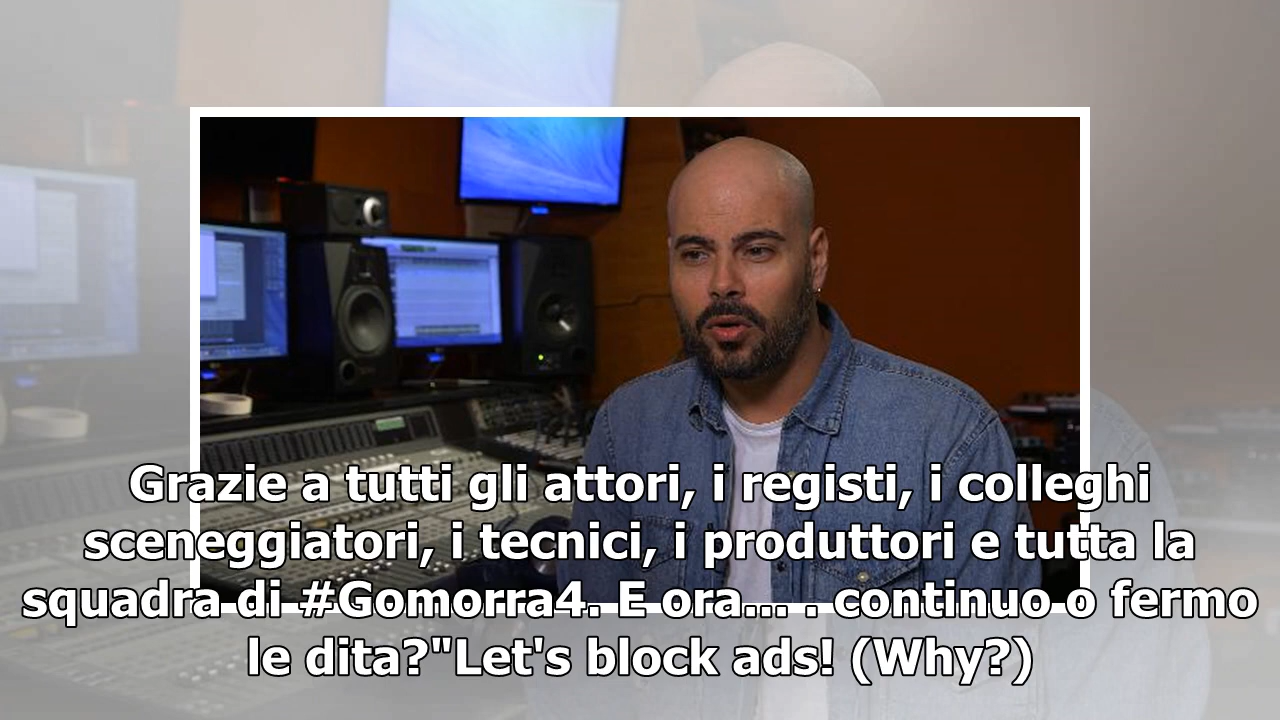 Grazie a tutti gli attori, i registi, i colleghi
sceneggiatori, i tecnici, i produttori e tutta la
squadra di #Gomorra4. E ora... . continuo o fermo
le dita?"Let's block ads! (Why?)